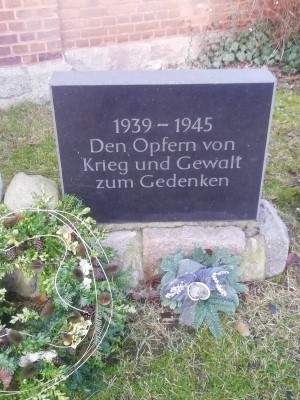 1939 – 1945
Den Opfern von
Krieg und Gewalt
zum Gedenken